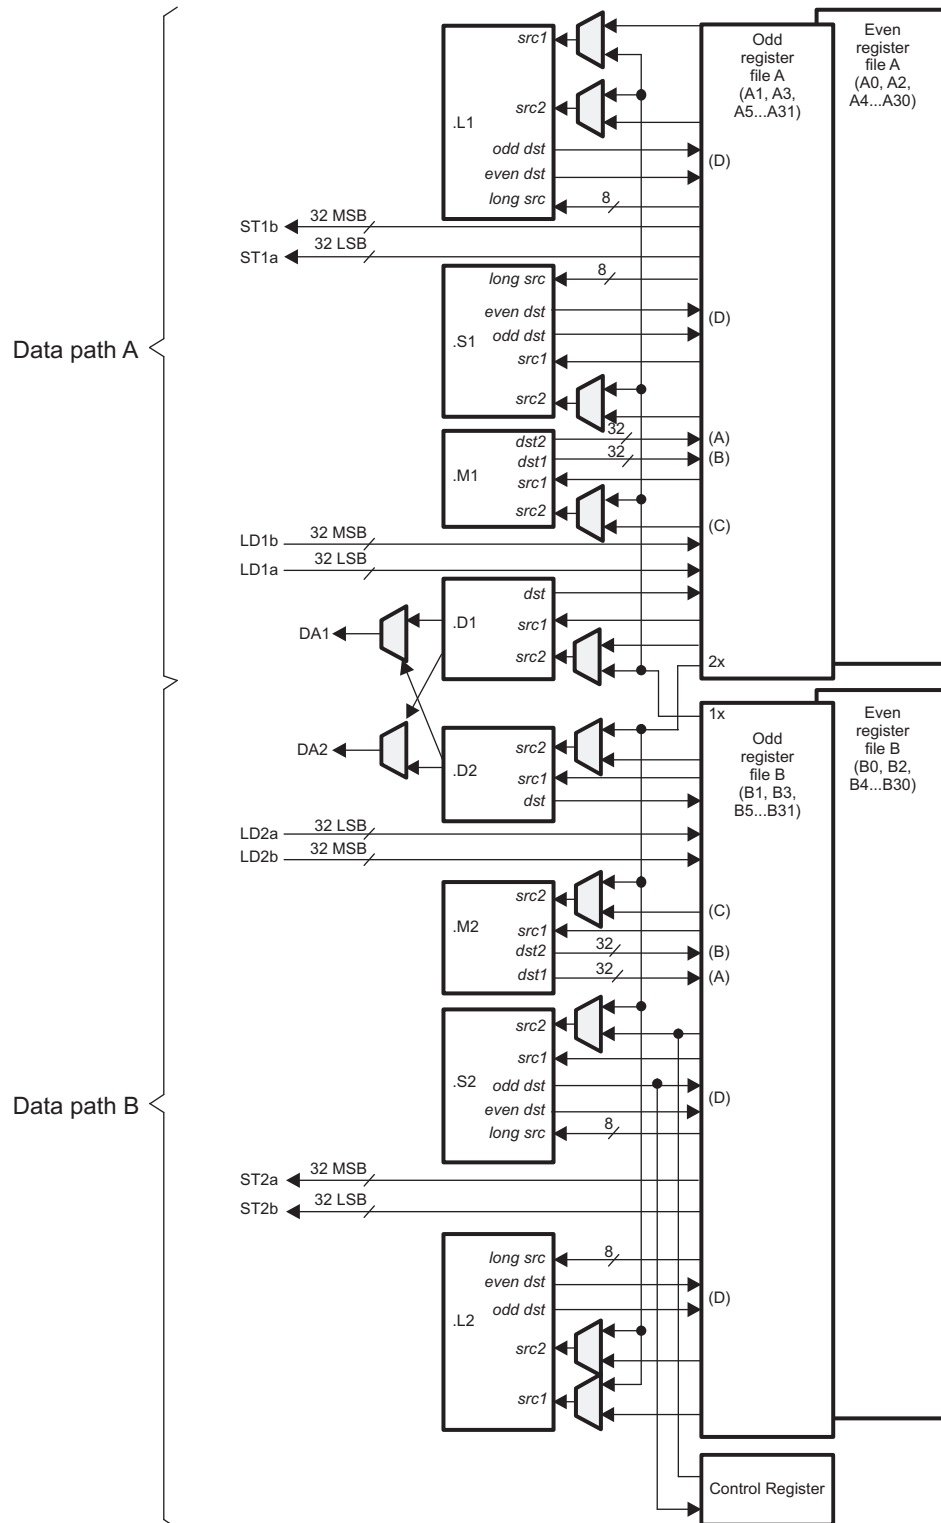 Data path A
Data path B
.L1
src1
src2
odd dst
even dst
long src
8
ST1b
32 MSB
ST1a
32 LSB
.S1
long src
8
even dst
odd dst
src1
src2
.M1
dst2
32
dst1
32
src1
src2
LD1b
32 MSB
LD1a
32 LSB
.D1
dst
src1
src2
DA1
DA2
.D2
src2
src1
dst
LD2a
32 LSB
LD2b
32 MSB
.M2
src2
src1
dst2
32
dst1
32
.S2
src2
src1
odd dst
even dst
long src
8
ST2a
32 MSB
ST2b
32 LSB
.L2
long src
8
even dst
odd dst
src2
src1
Odd
register
file A
(A1, A3,
A5...A31)
Even
register
file A
(A0, A2,
A4...A30)
(D)
(D)
(A)
(B)
(C)
2x
1x
Odd
register
file B
(B1, B3,
B5...B31)
Even
register
file B
(B0, B2,
B4...B30)
(C)
(B)
(A)
(D)
(D)
Control Register